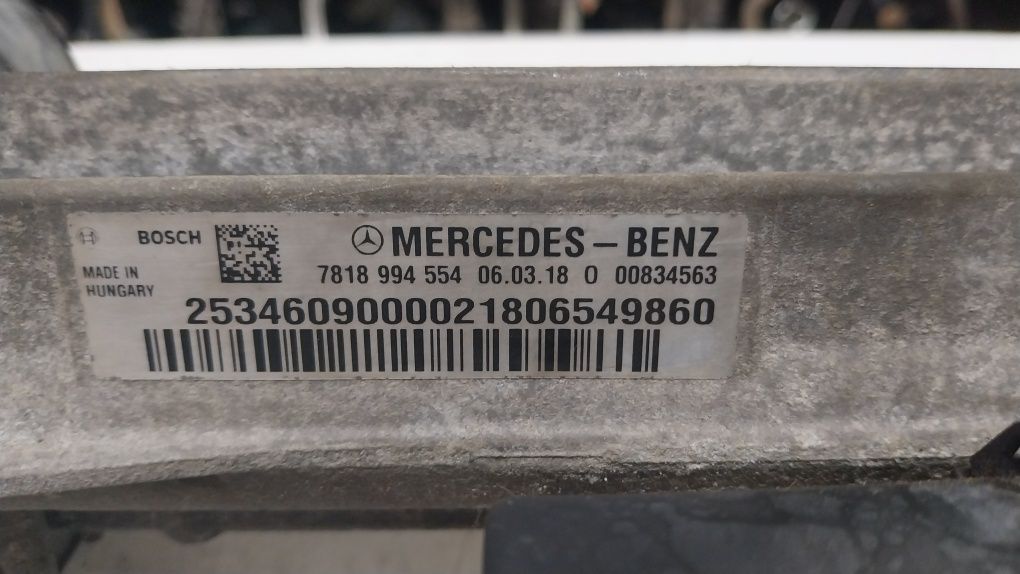 BOSCH
MERCEDES-BENZ
MADE IN
HUNGARY
7818 994 554 06.03.18 0 00834563
2534609000021806549860